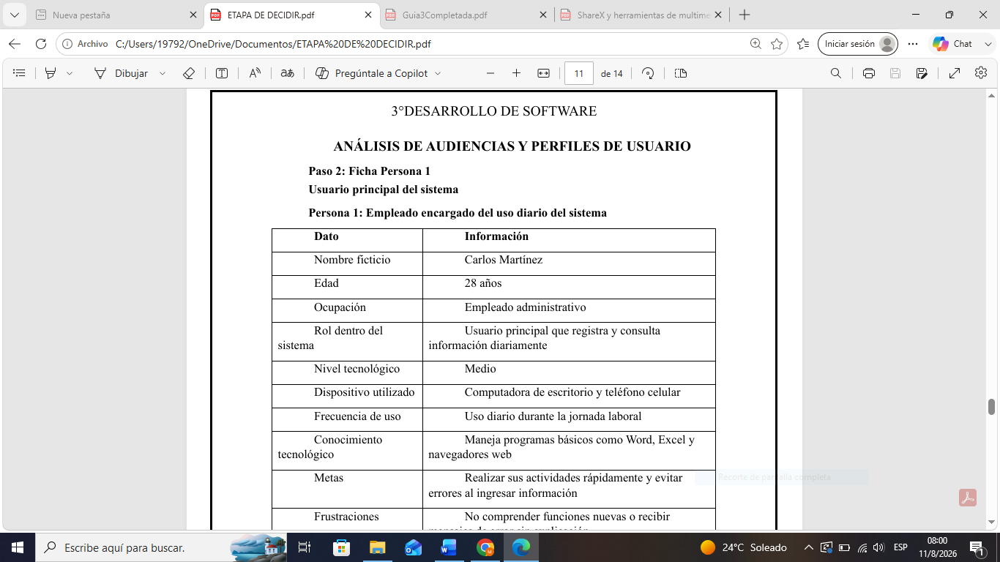 Nueva pestaña
ETAPA DE DECIDIR.pdf
Guia3Completada.pdf
ShareX y herramientas de multime
Archivo
C:/Users/19792/OneDrive/Documentos/ETAPA%20DE%20DECIDIR.pdf
Iniciar sesión
Chat
Dibujar
Pregúntale a Copilot
11
de 14
3°DESARROLLO DE SOFTWARE
ANÁLISIS DE AUDIENCIAS Y PERFILES DE USUARIO
Paso 2: Ficha Persona 1
Usuario principal del sistema
Persona 1: Empleado encargado del uso diario del sistema
Dato Información
Nombre ficticio Carlos Martínez
Edad 28 años
Ocupación Empleado administrativo
Rol dentro del sistema Usuario principal que registra y consulta
información diariamente
Nivel tecnológico Medio
Dispositivo utilizado Computadora de escritorio y teléfono celular
Frecuencia de uso Uso diario durante la jornada laboral
Conocimiento tecnológico Maneja programas básicos como Word, Excel y
navegadores web
Metas Realizar sus actividades rápidamente y evitar
errores al ingresar información
Recorte de pantalla completa
Frustraciones No comprender funciones nuevas o recibir
Escribe aquí para buscar.
24°C Soleado
ESP
08:00
11/8/2026
1